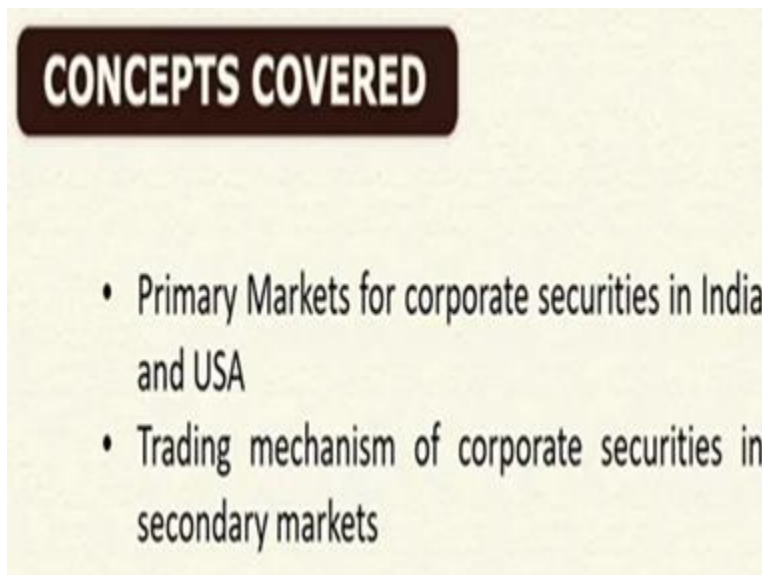 CONCEPTS COVERED
• Primary Markets for corporate securities in India
and USA
• Trading mechanism of corporate securities in
secondary markets